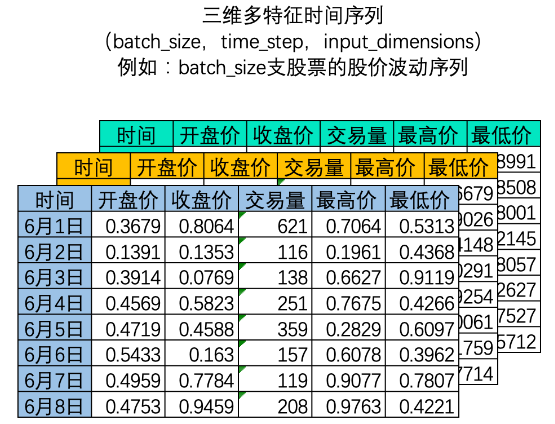 三维多特征时间序列
（batch_size，time_step，input_dimensions）
例如：batch_size支股票的股价波动序列
时间 开盘价 收盘价 交易量 最高价 最低价
8991
时间 开盘价 收盘价 交易量 最高价 最低价
8508
时间 开盘价 收盘价 交易量 最高价 最低价 6679 8001
6月1日 0.3679 0.8064 621 0.7064 0.5313 9026 2145
6月2日 0.1391 0.1353 116 0.1961 0.4368 4148 8057
6月3日 0.3914 0.0769 138 0.6627 0.9119 0291 2627
6月4日 0.4569 0.5823 251 0.7675 0.4266 9254 7527
6月5日 0.4719 0.4588 359 0.2829 0.6097 0061 5712
6月6日 0.5433 0.163 157 0.6078 0.3962 1759
6月7日 0.4959 0.7784 119 0.9077 0.7807 7714
6月8日 0.4753 0.9459 208 0.9763 0.4221